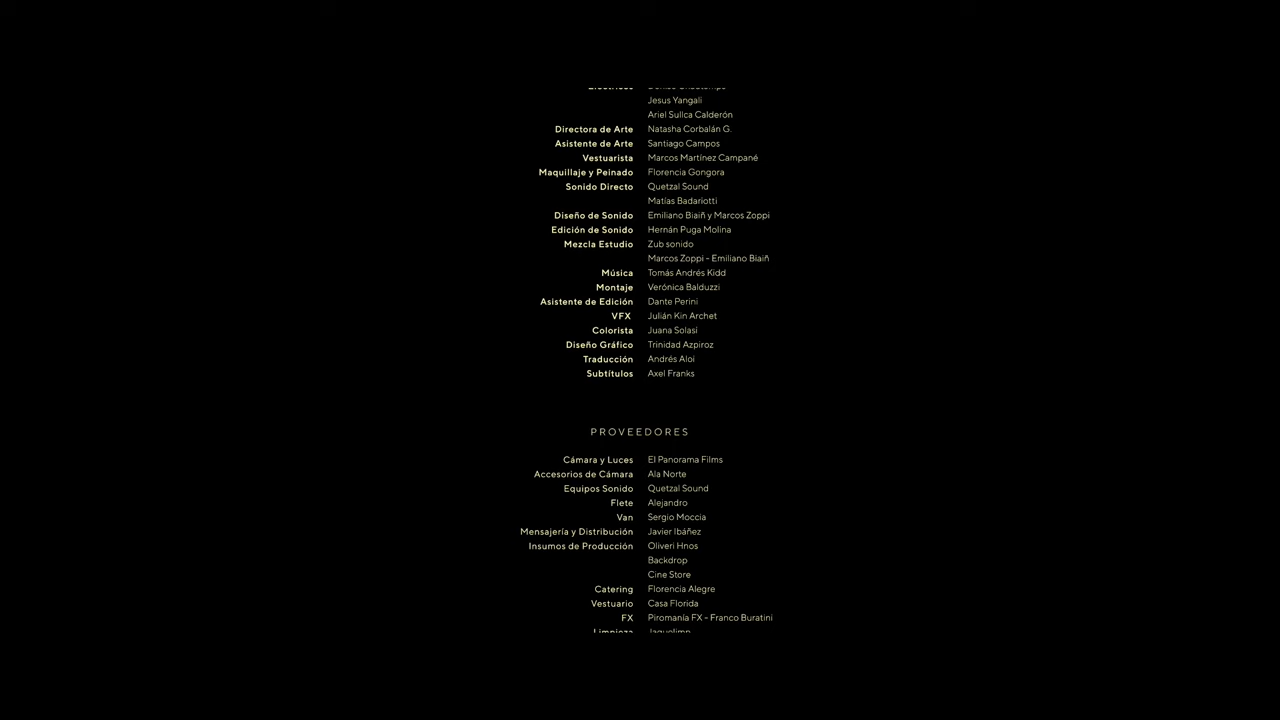 Jesus Yangali
Ariel Sullca Calderón
Directora de Arte Natasha Corbalán G.
Asistente de Arte Santiago Campos
Vestuarista Marcos Martínez Campané
Maquillaje y Peinado Florencia Gongora
Sonido Directo Quetzal Sound
Matías Badariotti
Diseño de Sonido Emiliano Biaiñ y Marcos Zoppi
Edición de Sonido Hernán Puga Molina
Mezcla Estudio Zub sonido
Marcos Zoppi - Emiliano Biaiñ
Música Tomás Andrés Kidd
Montaje Verónica Balduzzi
Asistente de Edición Dante Perini
VFX Julián Kin Archet
Colorista Juana Solasí
Diseño Gráfico Trinidad Azpiroz
Traducción Andrés Aloi
Subtítulos Axel Franks
PROVEEDORES
Cámara y Luces El Panorama Films
Accesorios de Cámara Ala Norte
Equipos Sonido Quetzal Sound
Flete Alejandro
Van Sergio Moccia
Mensajería y Distribución Javier Ibáñez
Insumos de Producción Oliveri Hnos
Backdrop
Cine Store
Catering Florencia Alegre
Vestuario Casa Florida
FX Piromanía FX - Franco Buratini
Limpieza Jaquelimp